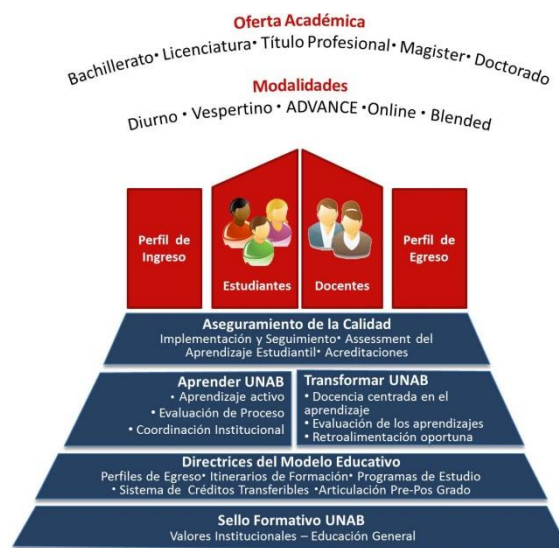 Oferta Académica
Bachillerato• Licenciatura• Título Profesional• Magister• Doctorado
Modalidades
Diurno • Vespertino • ADVANCE •Online • Blended
Perfil de
Ingreso
Estudiantes
Docentes
Perfil de
Egreso
Aseguramiento de la Calidad
Implementación y Seguimiento• Assessment del
Aprendizaje Estudiantil• Acreditaciones
Aprender UNAB
• Aprendizaje activo
• Evaluación de Proceso
• Coordinación Institucional
Transformar UNAB
• Docencia centrada en el
aprendizaje
• Evaluación de los aprendizajes
• Retroalimentación oportuna
Directrices del Modelo Educativo
Perfiles de Egreso• Itinerarios de Formación• Programas de Estudio
• Sistema de Créditos Transferibles •Articulación Pre-Pos Grado
Sello Formativo UNAB
Valores Institucionales – Educación General